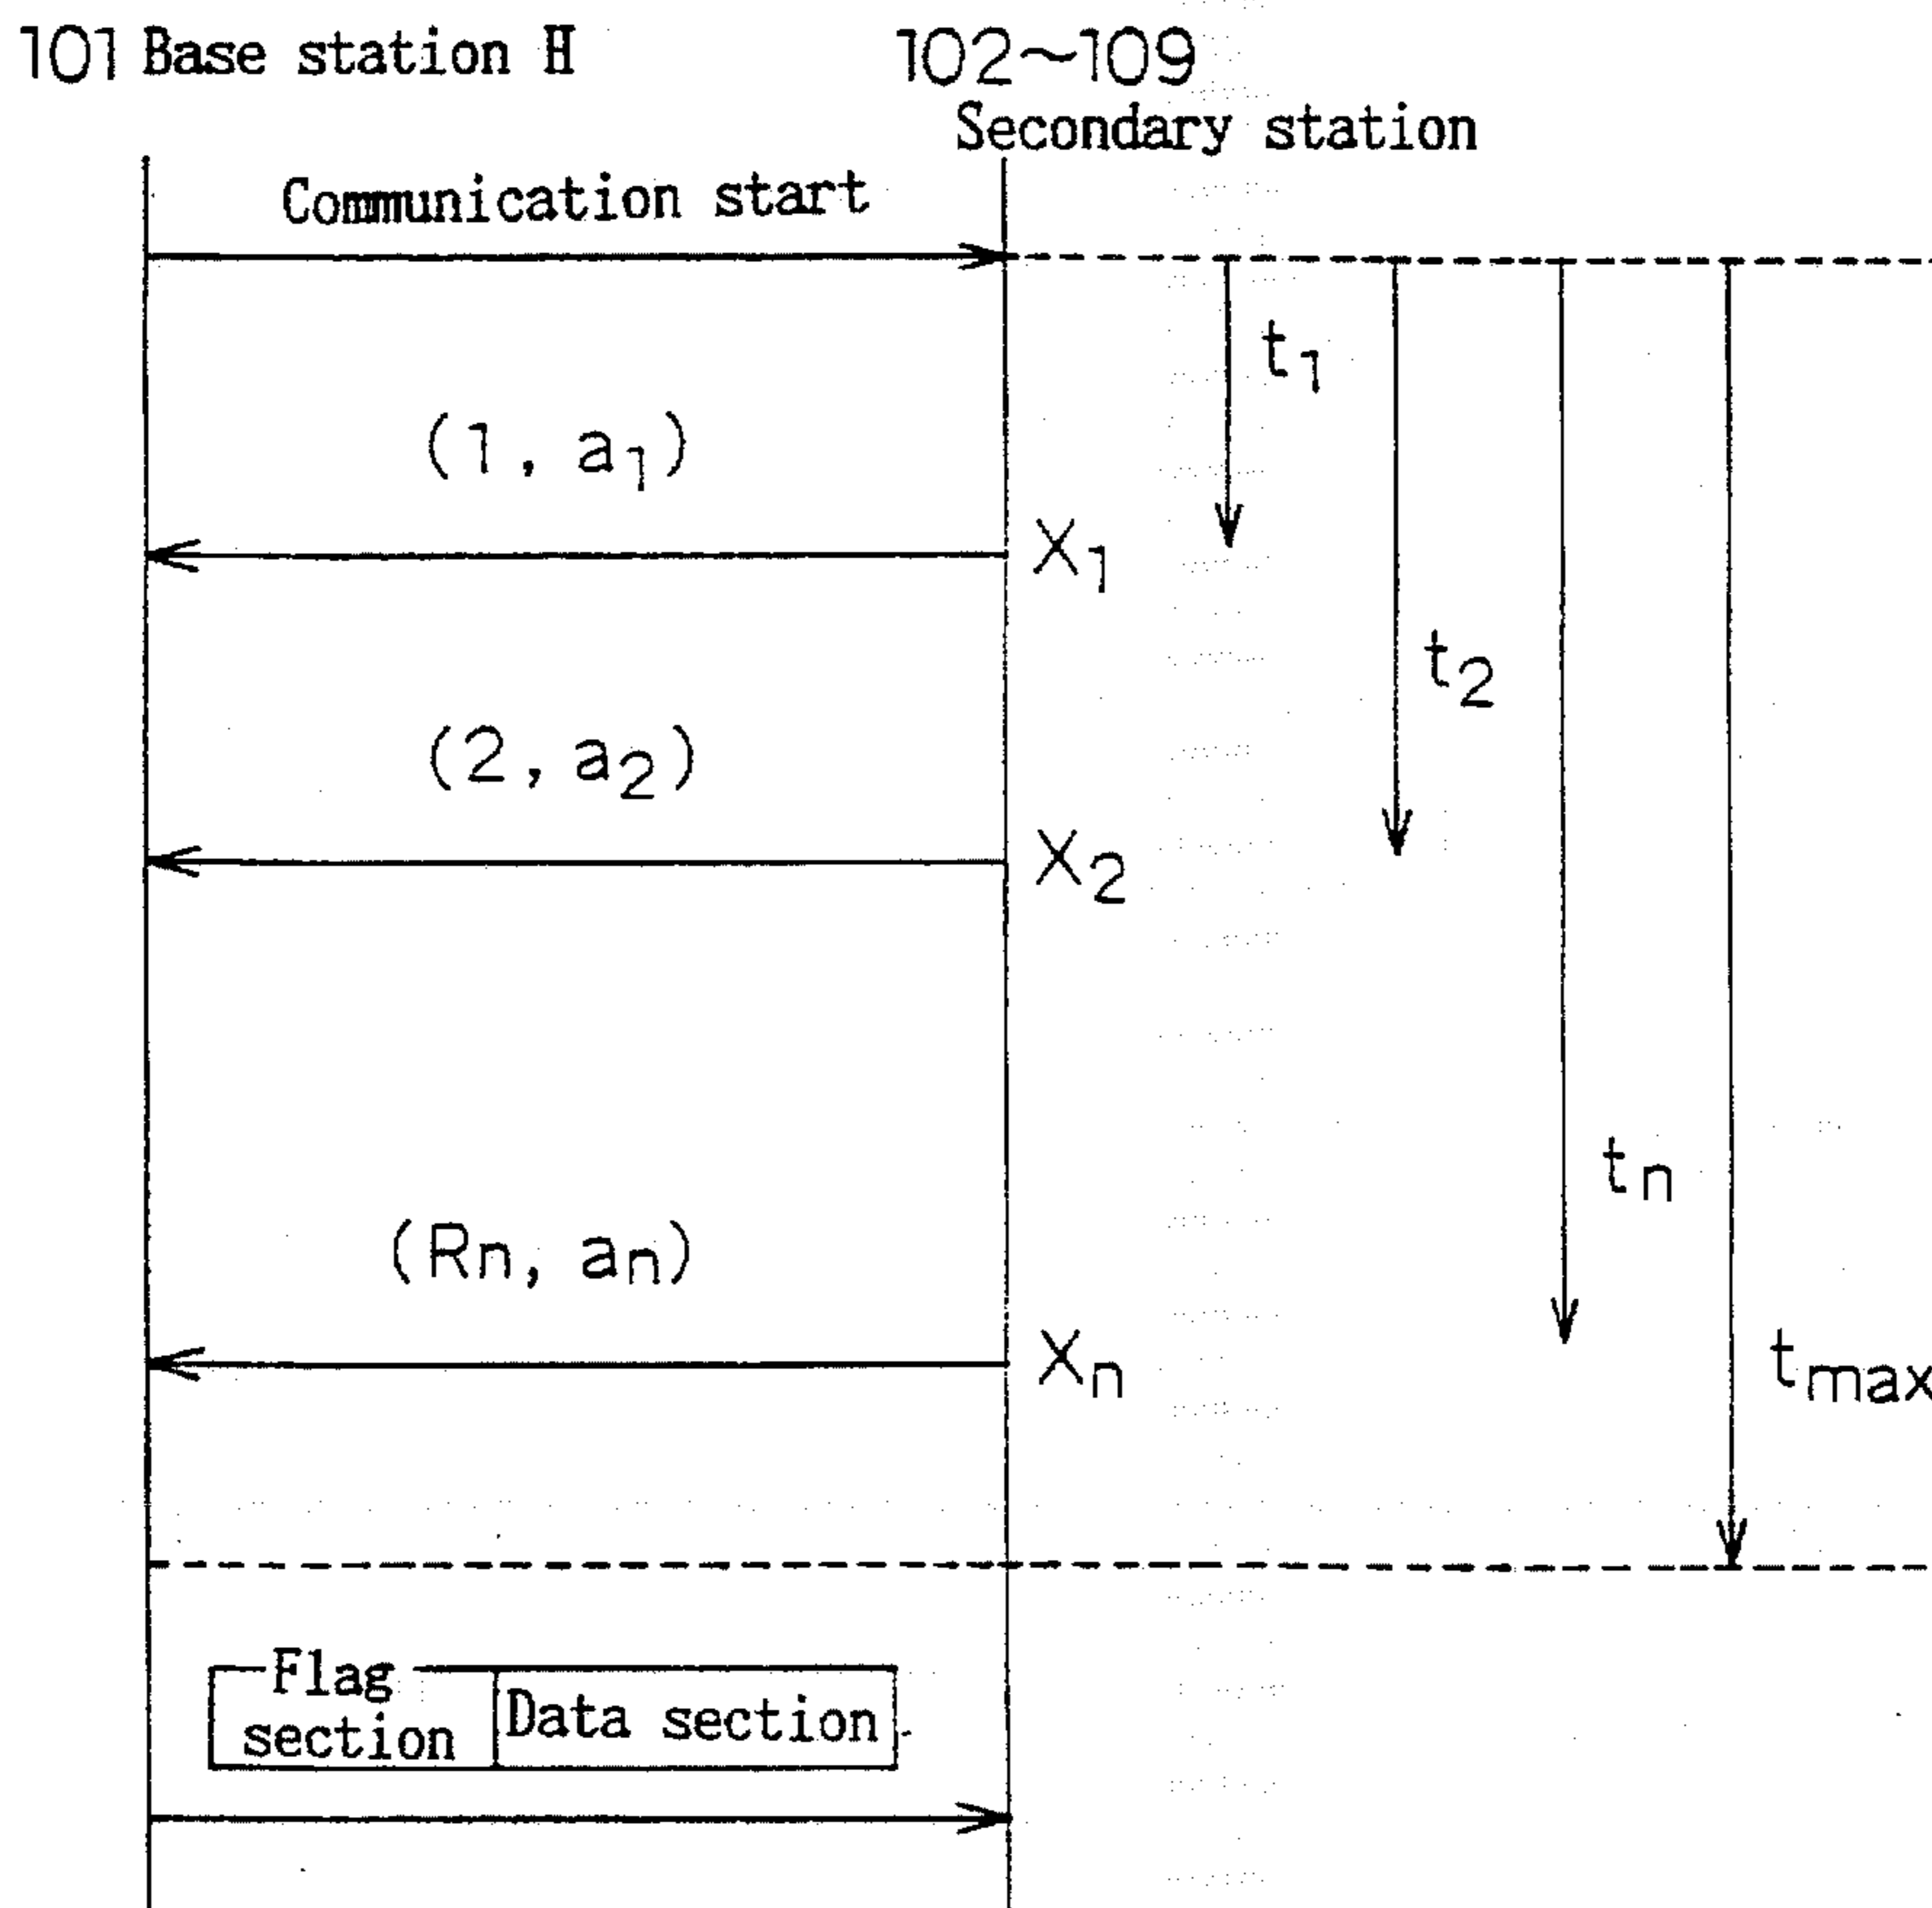 101 Base station H
102~109
Secondary station
Communication start
t1
(1, a1)
X1
t2
(2, a2)
X2
tn
(Rn, an)
Xn
tmax
Flag
section
Data section